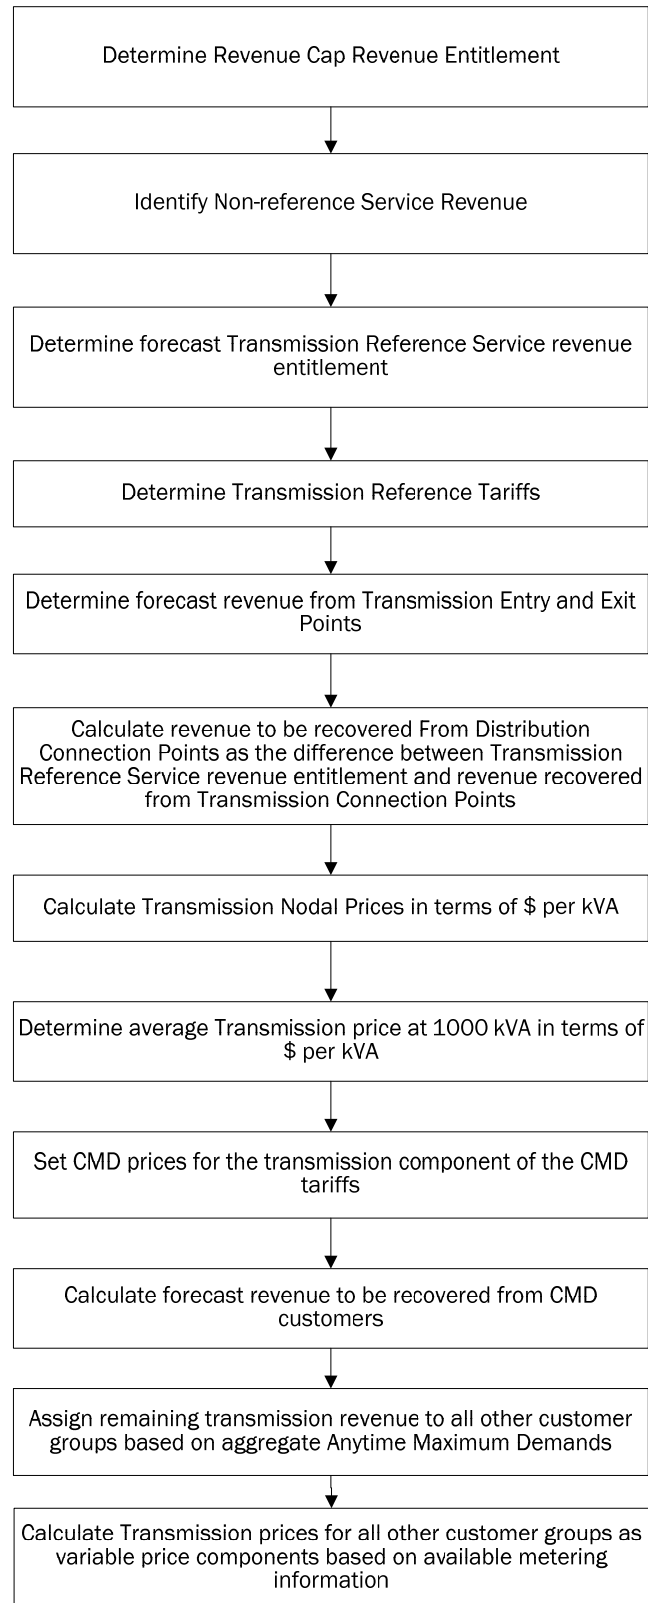 Determine Revenue Cap Revenue Entitlement
Identify Non-reference Service Revenue
Determine forecast Transmission Reference Service revenue
entitlement
Determine Transmission Reference Tariffs
Determine forecast revenue from Transmission Entry and Exit
Points
Calculate revenue to be recovered From Distribution
Connection Points as the difference between Transmission
Reference Service revenue entitlement and revenue recovered
from Transmission Connection Points
Calculate Transmission Nodal Prices in terms of $ per kVA
Determine average Transmission price at 1000 kVA in terms of
$ per kVA
Set CMD prices for the transmission component of the CMD
tariffs
Calculate forecast revenue to be recovered from CMD
customers
Assign remaining transmission revenue to all other customer
groups based on aggregate Anytime Maximum Demands
Calculate Transmission prices for all other customer groups as
variable price components based on available metering
information